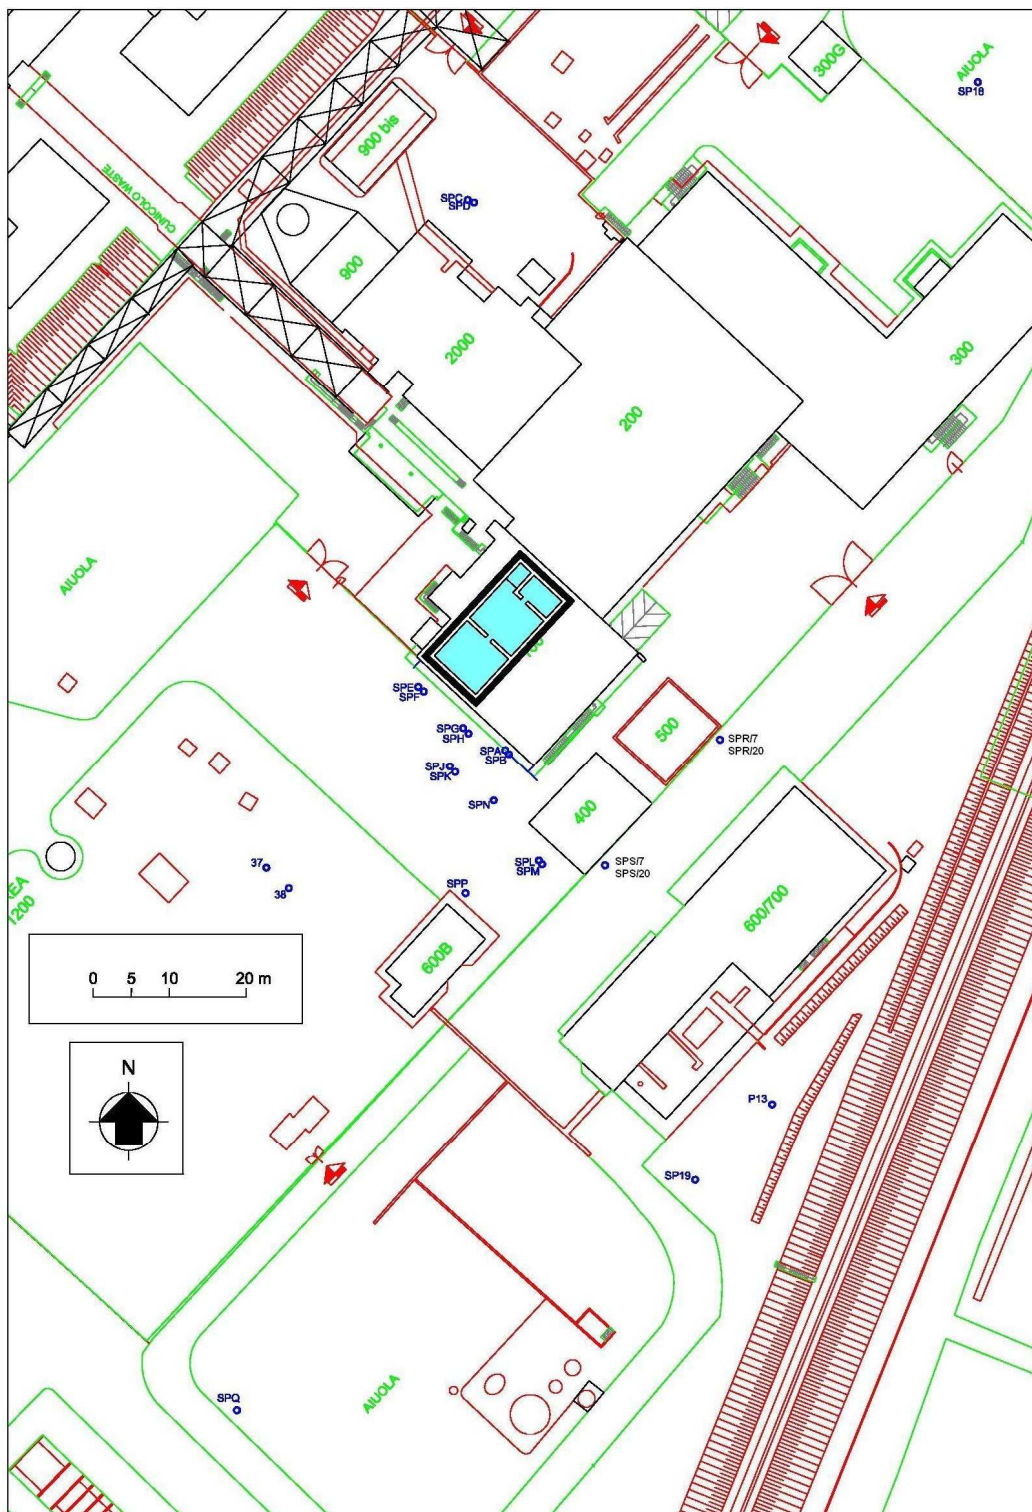 300G
AIUOLA
SP18
900 bis
CUNICOLO WASTE
SPC
SPD
900
2000
300
200
AIUOLA
SPE
SPF
SPG
SPH
SPA
SPB
SPJ
SPK
500
SPR/7
SPR/20
SPN
400
SPL
SPM
SPS/7
SPS/20
37
38
SPP
1200
600B
600/700
0 5 10 20 m
N
P13
SP19
AIUOLA
SPQ